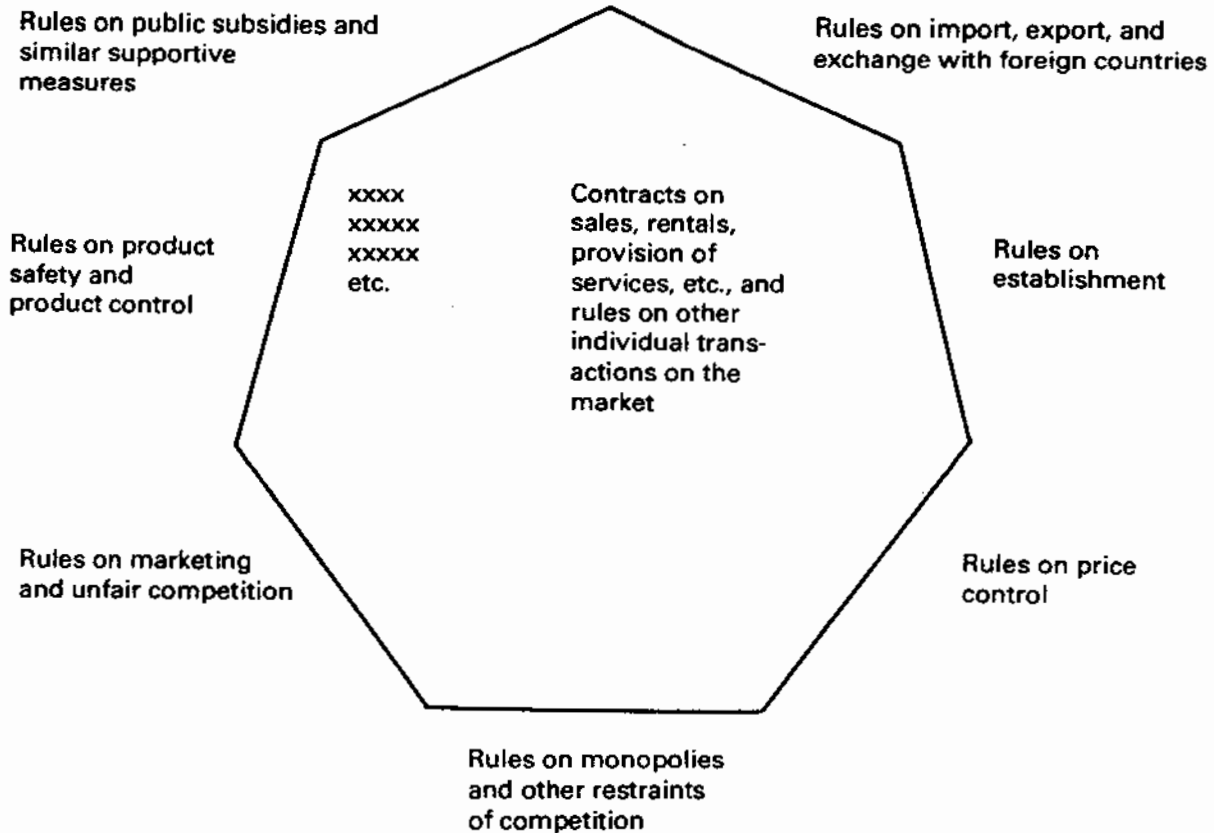 Rules on public subsidies and
similar supportive
measures
Rules on import, export, and
exchange with foreign countries
xxxx
xxxxx
xxxxx
etc.
Contracts on
sales, rentals,
provision of
services, etc., and
rules on other
individual trans-
actions on the
market
Rules on product
safety and
product control
Rules on
establishment
Rules on marketing
and unfair competition
Rules on price
control
Rules on monopolies
and other restraints
of competition